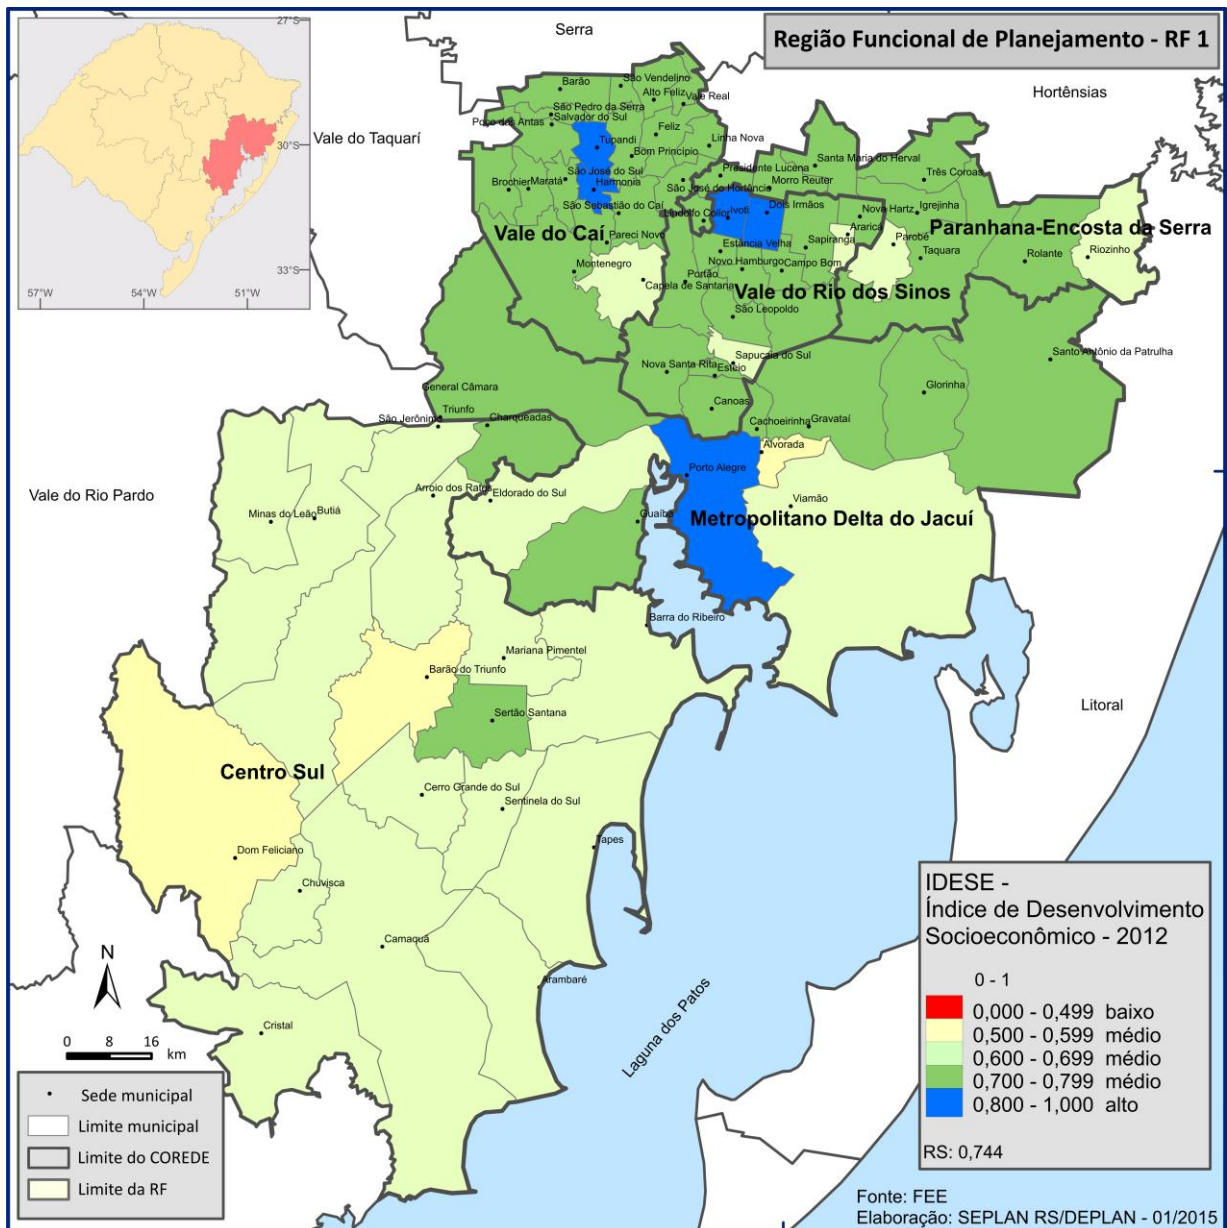 Região Funcional de Planejamento - RF 1
27°S
30°S
33°S
57°W
54°W
51°W
Serra
Hortênsias
Vale do Taquarí
Vale do Rio Pardo
Litoral
Barão
São Vendelino
Alto Feliz
Vale Real
São Pedro da Serra
Salvador do Sul
Poço das Antas
Feliz
Tupandi
Linha Nova
Bom Princípio
Santa Maria do Herval
Presidente Lucena
Três Coroas
São José do Sul
Brochier
Maratá
Harmonia
São José do Hortêncio
Morro Reuter
São Sebastião do Caí
Lindolfo Collor
Ivoti
Dois Irmãos
Nova Hartz
Igrejinha
Araricá
Vale do Caí
Pareci Novo
Paranhana-Encosta da Serra
Estância Velha
Sapiranga
Parobé
Taquara
Rolante
Riozinho
Montenegro
Novo Hamburgo
Campo Bom
Portão
Capela de Santana
Vale do Rio dos Sinos
São Leopoldo
Sapucaia do Sul
Santo Antônio da Patrulha
Nova Santa Rita
Esteio
General Câmara
Glorinha
Canoas
Triunfo
São Jerônimo
Charqueadas
Cachoeirinha
Gravataí
Alvorada
Porto Alegre
Arroio dos Ratos
Eldorado do Sul
Viamão
Minas do Leão
Butiá
Guaíba
Metropolitano Delta do Jacuí
Barra do Ribeiro
Mariana Pimentel
Barão do Triunfo
Sertão Santana
Centro Sul
Cerro Grande do Sul
Sentinela do Sul
Tapes
Dom Feliciano
Chuvisca
Camaquã
Arambaré
Cristal
Laguna dos Patos
N
0 8 16
km
Sede municipal
Limite municipal
Limite do COREDE
Limite da RF
IDESE -
Índice de Desenvolvimento
Socioeconômico - 2012
0 - 1
0,000 - 0,499 baixo
0,500 - 0,599 médio
0,600 - 0,699 médio
0,700 - 0,799 médio
0,800 - 1,000 alto
RS: 0,744
Fonte: FEE
Elaboração: SEPLAN RS/DEPLAN - 01/2015